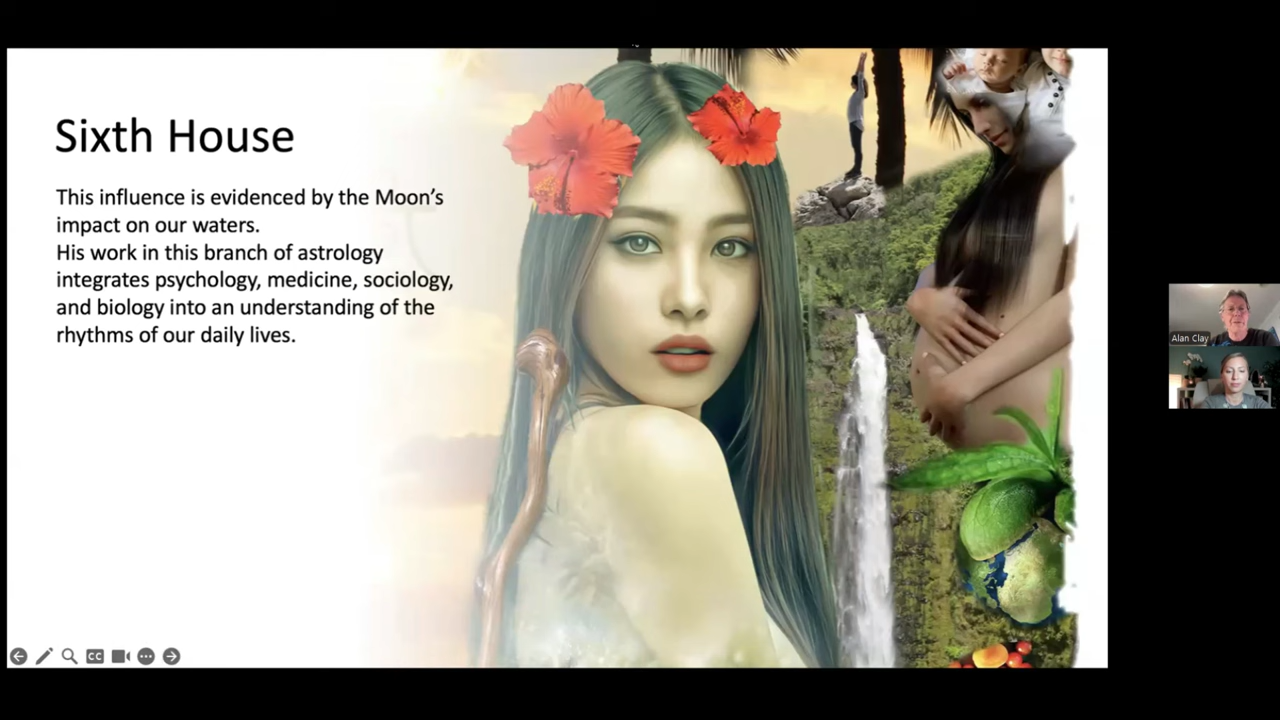 Sixth House
This influence is evidenced by the Moon’s
impact on our waters.
His work in this branch of astrology
integrates psychology, medicine, sociology,
and biology into an understanding of the
rhythms of our daily lives.
Alan Clay
CC